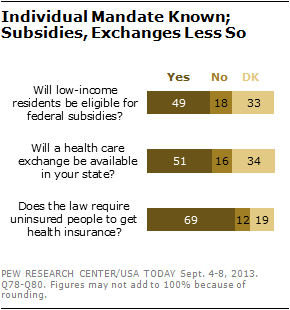 Individual Mandate Known;
Subsidies, Exchanges Less So
Yes No DK
Will low-income
residents be eligible for
federal subsidies?
49 18 33
Will a health care
exchange be available
in your state?
51 16 34
Does the law require
uninsured people to get
health insurance?
69 12 19
PEW RESEARCH CENTER/USA TODAY Sept. 4-8, 2013.
Q78-Q80. Figures may not add to 100% because of
rounding.